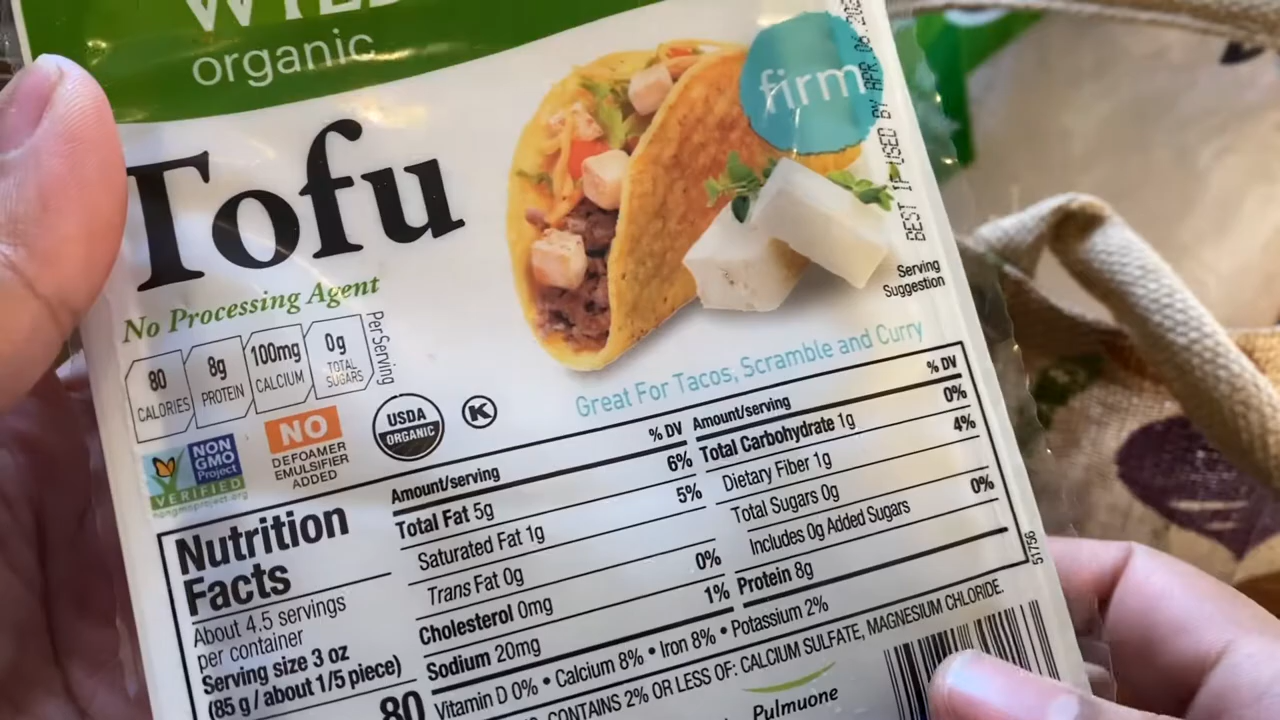 WILD
organic
firm
BEST IF USED BY APR.06.202
Tofu
No Processing Agent
80
CALORIES
8g
PROTEIN
100mg
CALCIUM
0g
TOTAL
SUGARS
Per Serving
Serving
Suggestion
NON
GMO
Project
VERIFIED
nongmoproject.org
NO
DEFOAMER
EMULSIFIER
ADDED
USDA
ORGANIC
K
Great For Tacos, Scramble and Curry
Nutrition
Facts
About 4.5 servings
per container
Serving size 3 oz
(85 g / about 1/5 piece)
80
Amount/serving % DV
Total Fat 5g 6%
Saturated Fat 1g 5%
Trans Fat 0g
Cholesterol 0mg 0%
Sodium 20mg 1%
Amount/serving % DV
Total Carbohydrate 1g 0%
Dietary Fiber 1g 4%
Total Sugars 0g
Includes 0g Added Sugars 0%
Protein 8g
Vitamin D 0% • Calcium 8% • Iron 8% • Potassium 2%
CONTAINS 2% OR LESS OF: CALCIUM SULFATE, MAGNESIUM CHLORIDE.
Pulmuone
51756